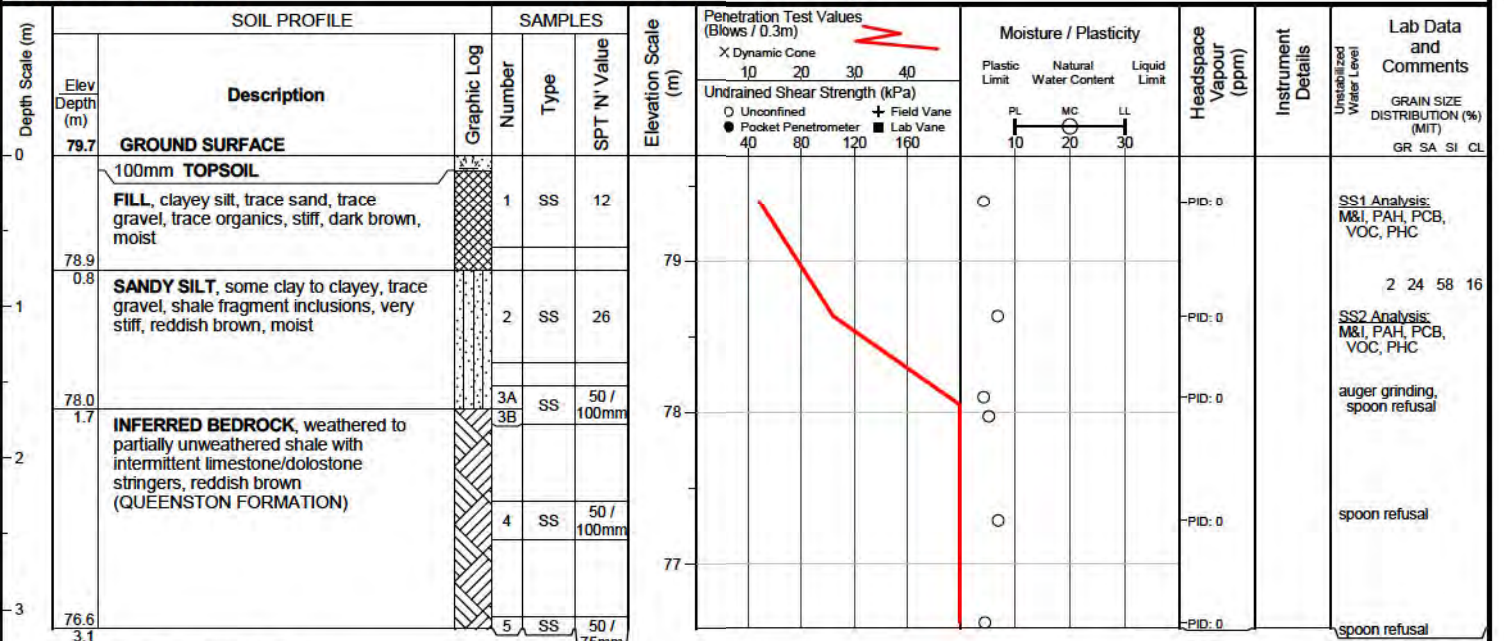 SOIL PROFILE
SAMPLES
Depth Scale (m)
Elev
Depth
(m)
Description
Graphic Log
Number
Type
SPT 'N' Value
Elevation Scale
(m)
Penetration Test Values
(Blows / 0.3m)
X Dynamic Cone
10 20 30 40
Undrained Shear Strength (kPa)
O Unconfined + Field Vane
● Pocket Penetrometer ■ Lab Vane
40 80 120 160
Moisture / Plasticity
Plastic Limit
Natural Water Content
Liquid Limit
PL MC LL
10 20 30
Headspace
Vapour
(ppm)
Instrument
Details
Unstabilized
Water Level
Lab Data
and
Comments
GRAIN SIZE
DISTRIBUTION (%)
(MIT)
GR SA SI CL
79.7 GROUND SURFACE
0
100mm TOPSOIL
FILL, clayey silt, trace sand, trace
gravel, trace organics, stiff, dark brown,
moist
1 SS 12
PID: 0
SS1 Analysis:
M&I, PAH, PCB,
VOC, PHC
78.9
0.8
79
SANDY SILT, some clay to clayey, trace
gravel, shale fragment inclusions, very
stiff, reddish brown, moist
1
2 SS 26
PID: 0
2 24 58 16
SS2 Analysis:
M&I, PAH, PCB,
VOC, PHC
78.0
1.7
3A
3B
SS
50 /
100mm
78
PID: 0
auger grinding,
spoon refusal
INFERRED BEDROCK, weathered to
partially unweathered shale with
intermittent limestone/dolostone
stringers, reddish brown
(QUEENSTON FORMATION)
2
4 SS 50 /
100mm
PID: 0
spoon refusal
77
3
76.6
3.1
5 SS 50 /
75mm
PID: 0
spoon refusal